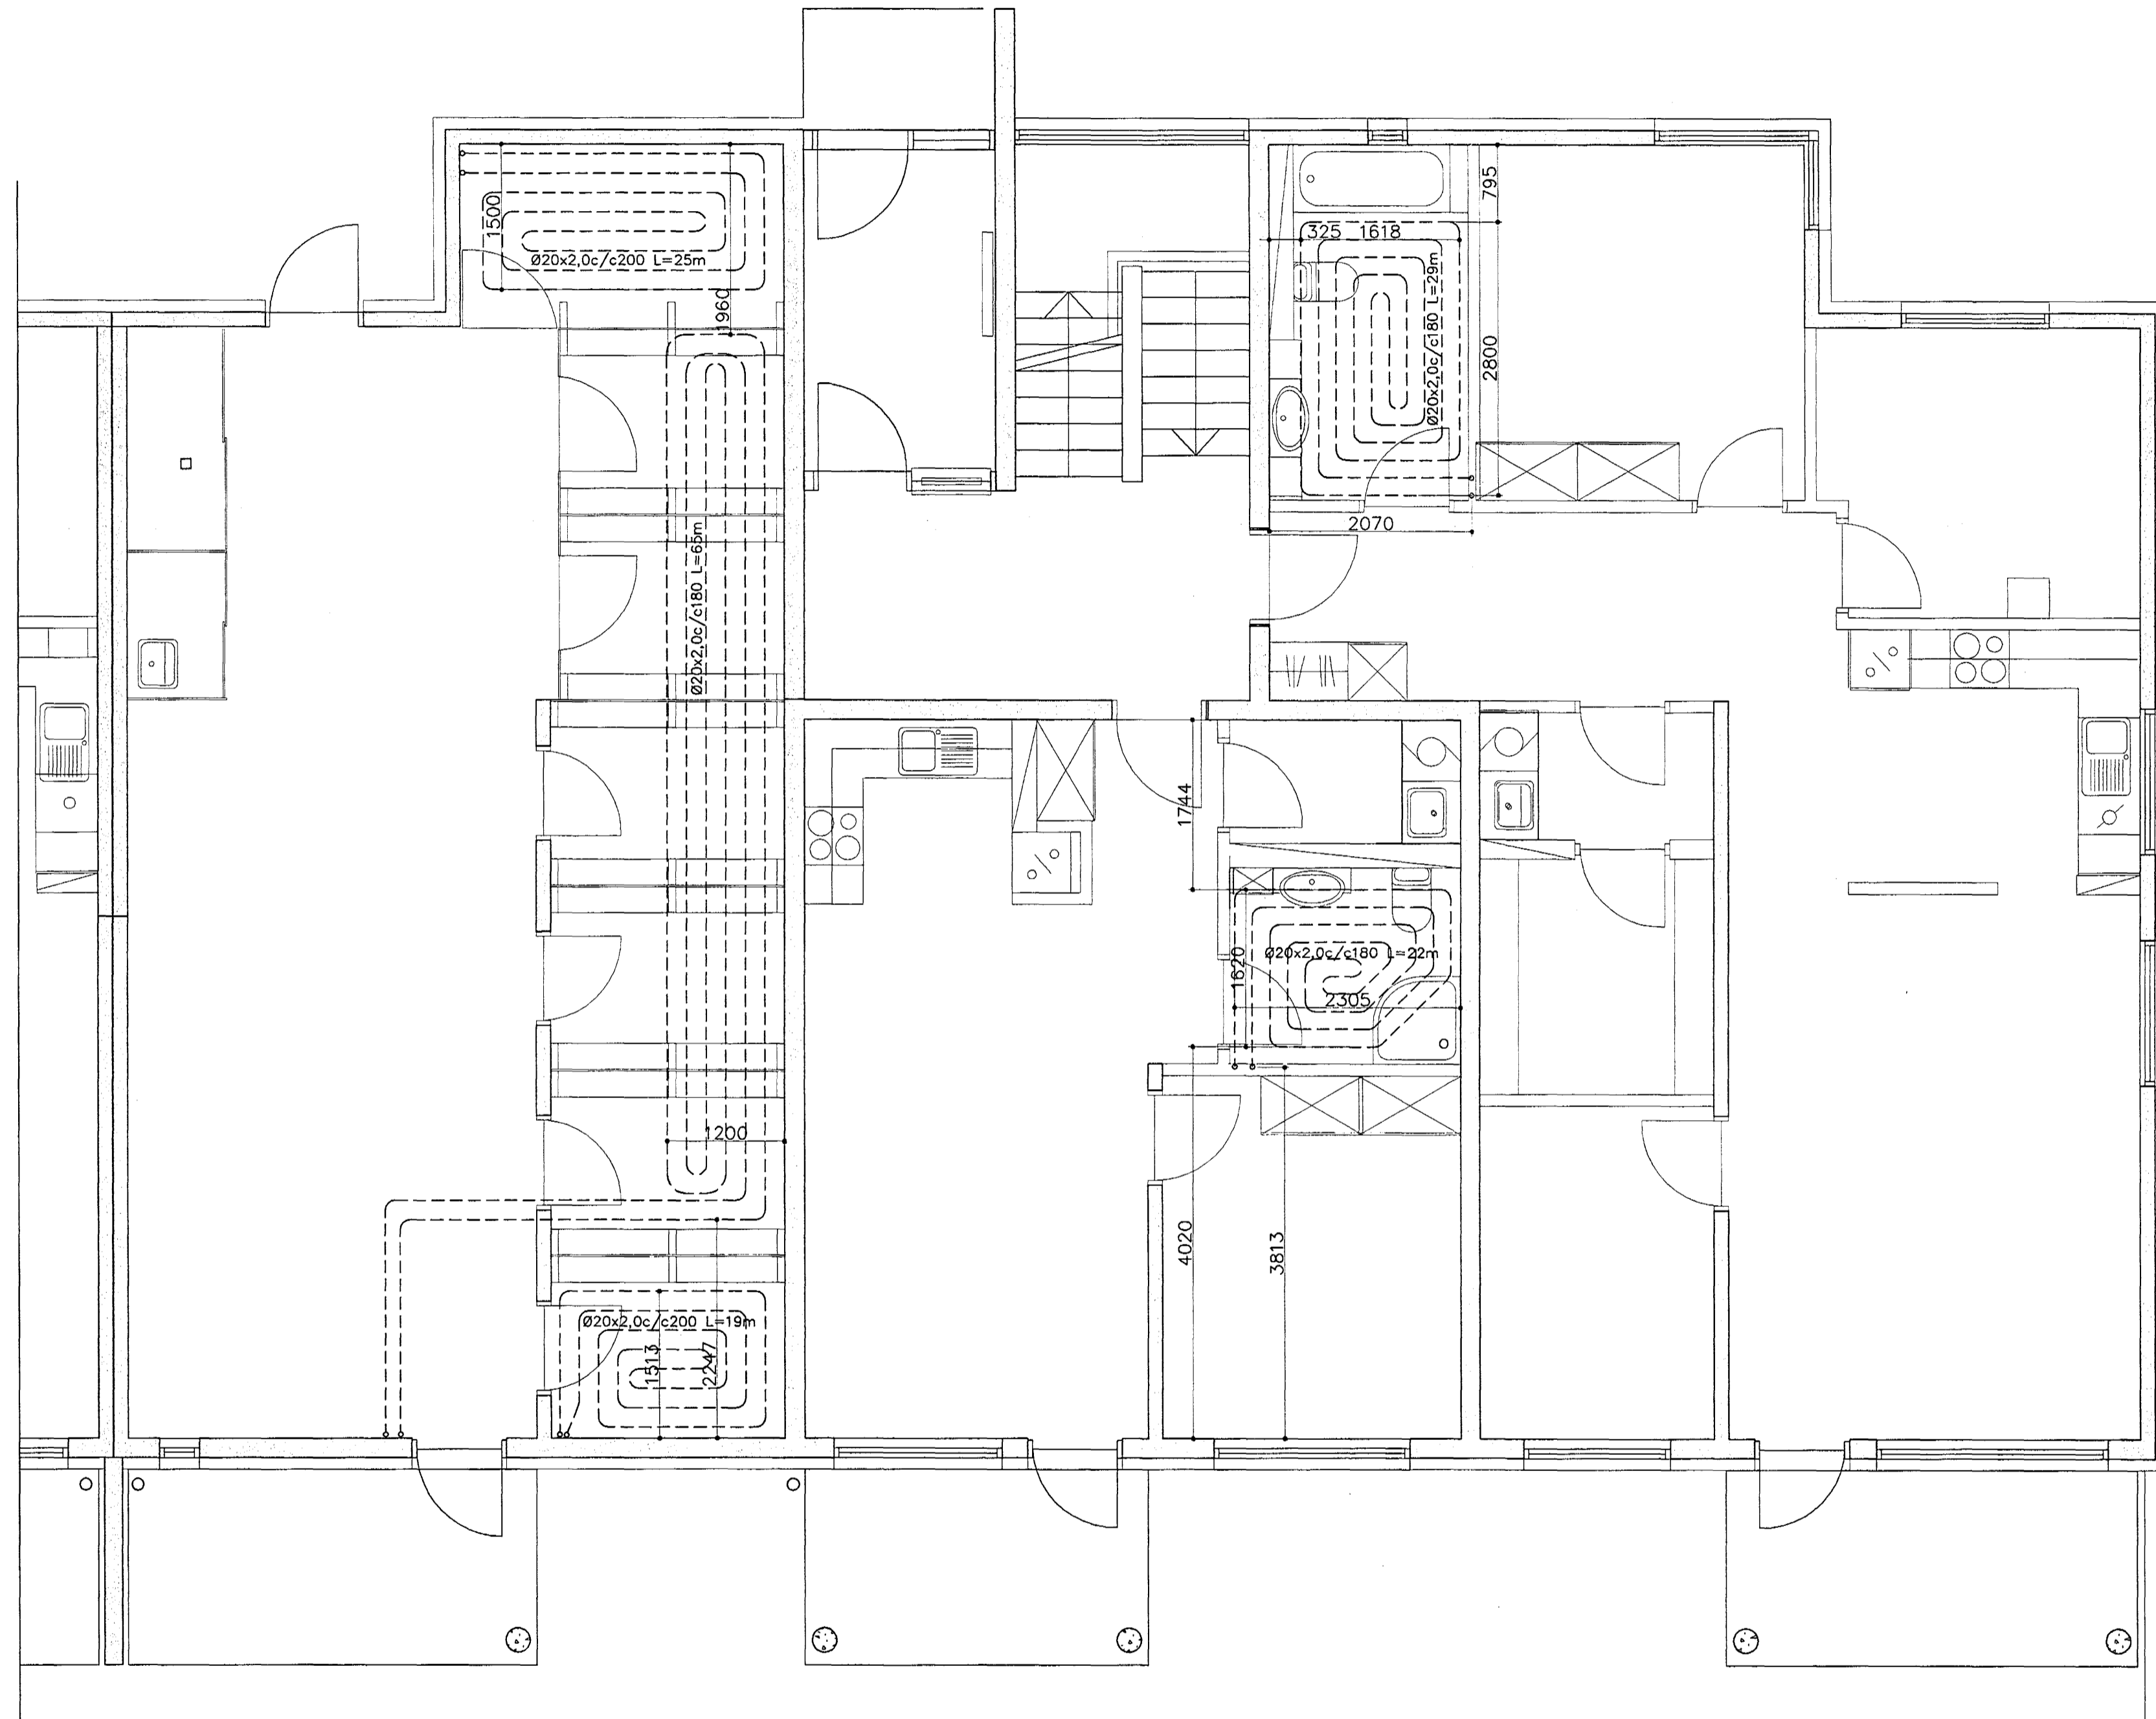 795
1500
325 1618
Ø20x2,0c/c200 L=25m
1960
Ø20x2,0c/c180 L=29m
2800
2070
Ø20x2,0c/c180 L=65m
1744
Ø20x2,0c/c180 L=22m
1620
2305
1200
4020
3813
Ø20x2,0c/c200 L=19m
1513
2247